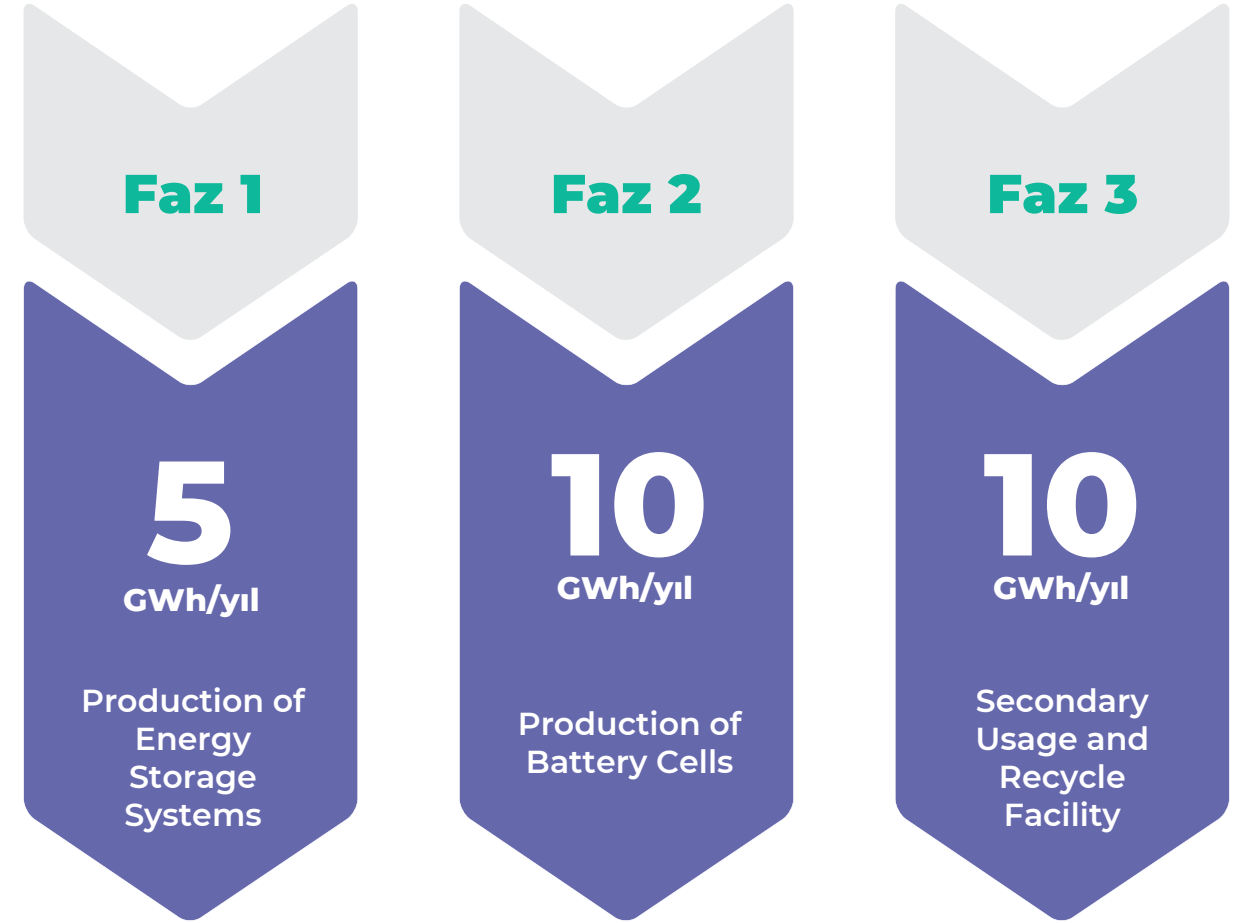 Faz 1
5
GWh/yıl
Production of
Energy
Storage
Systems
Faz 2
10
GWh/yıl
Production of
Battery Cells
Faz 3
10
GWh/yıl
Secondary
Usage and
Recycle
Facility